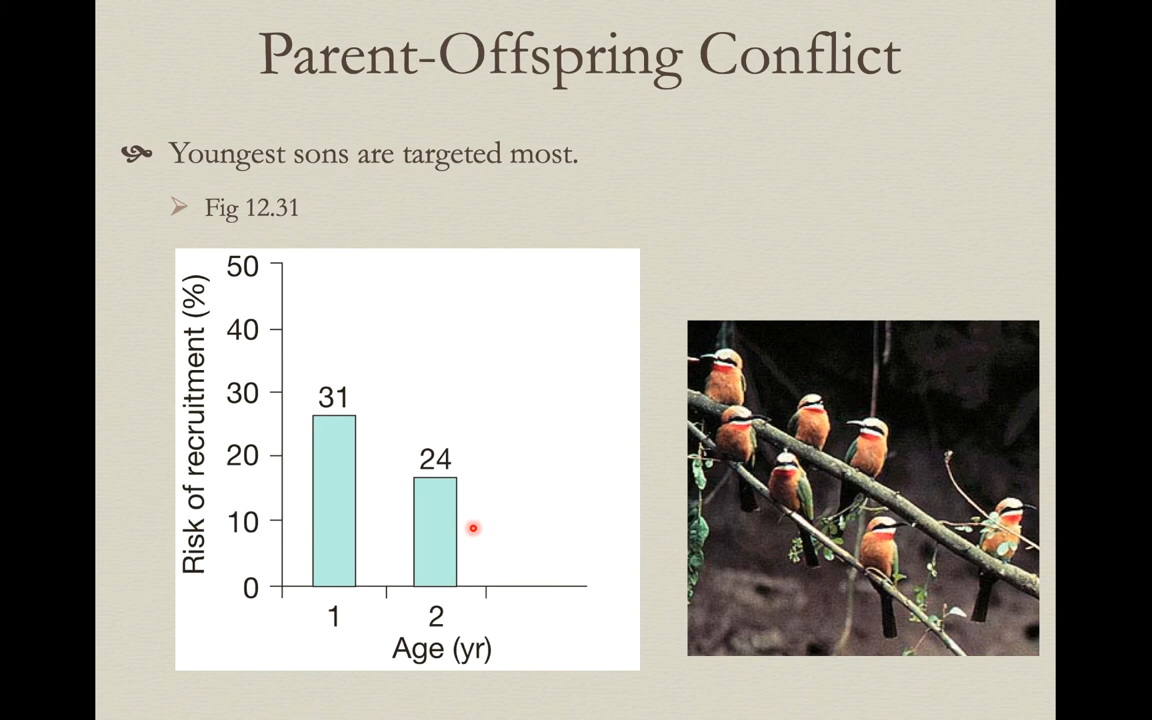 Parent-Offspring Conflict
Youngest sons are targeted most.
Fig 12.31
Risk of recruitment (%)
50
40
30
20
10
0
31
24
1
2
Age (yr)